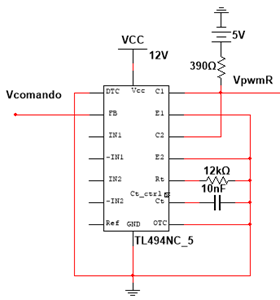 5V
VCC
12V
390Ω
VpwmR
Vcomando
DTC Vcc C1
FB E1
IN1 C2
-IN1 E2
IN2 Rt 12kΩ
Ct_ctrl 10nF
-IN2 Ct
Ref GND OTC
TL494NC_5